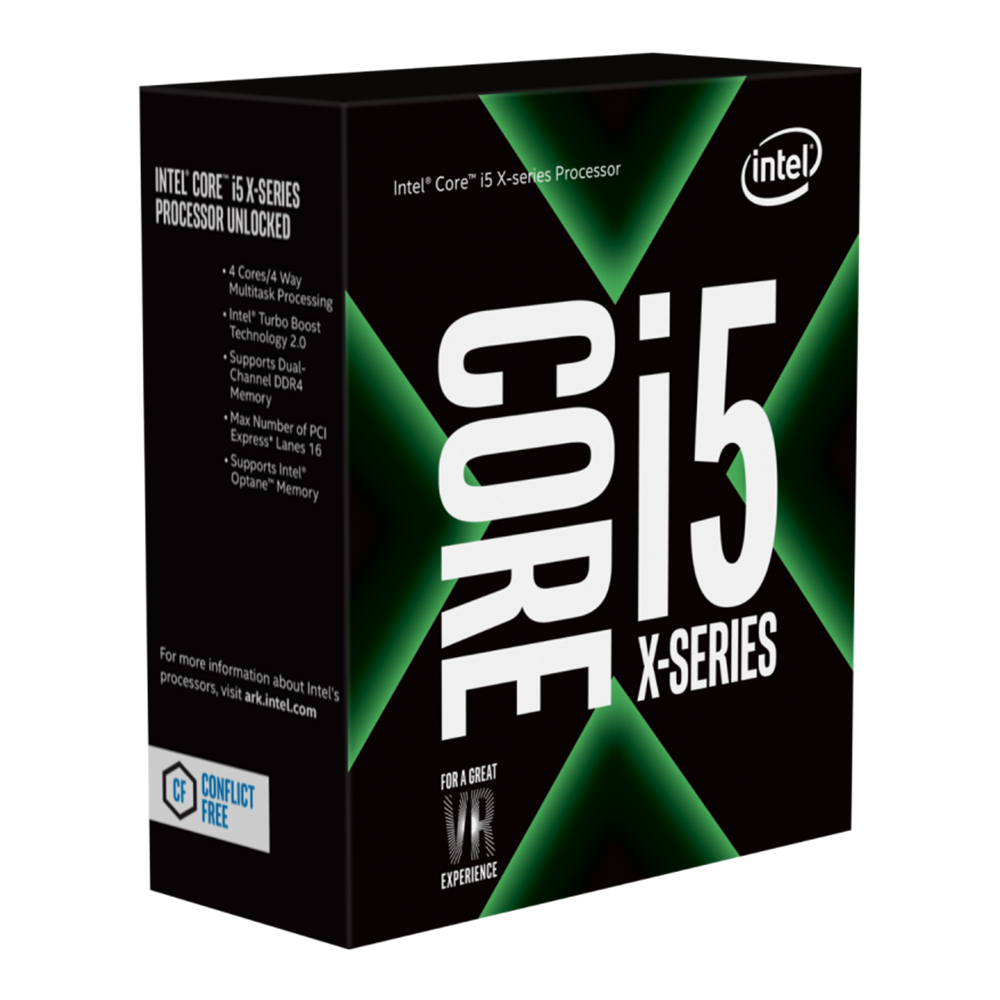 INTEL® CORE™ i5 X-SERIES
PROCESSOR UNLOCKED
• 4 Cores/4 Way
Multitask Processing
• Intel® Turbo Boost
Technology 2.0
• Supports Dual-
Channel DDR4
Memory
• Max Number of PCI
Express* Lanes 16
• Supports Intel®
Optane™ Memory
For more information about Intel's
processors, visit ark.intel.com
CF
CONFLICT
FREE
Intel® Core™ i5 X-series Processor
intel
CORE
i5
X-SERIES
FOR A GREAT
VR
EXPERIENCE